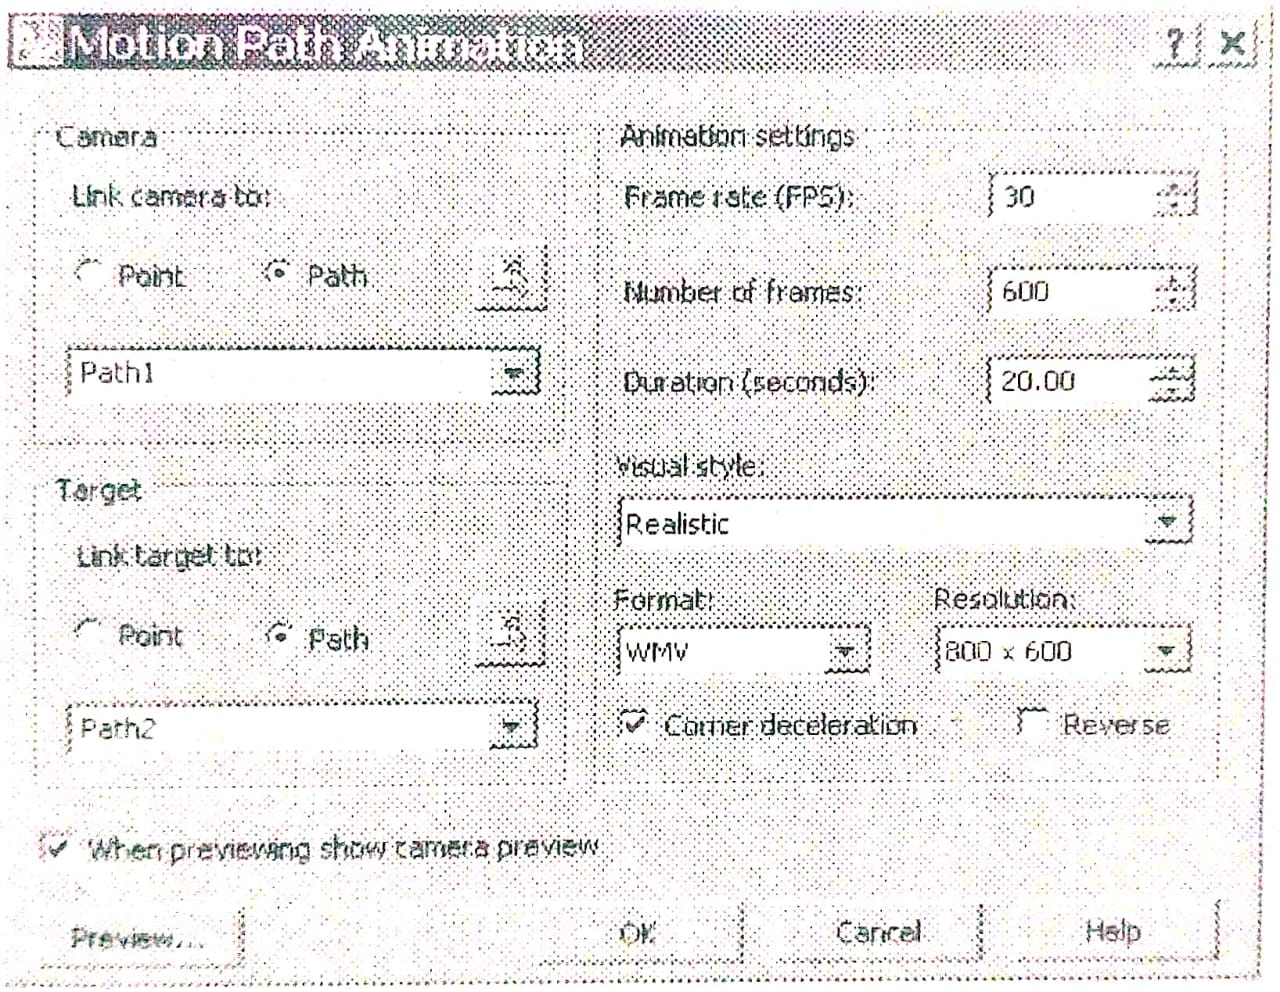 Motion Path Animation
Camera
Link camera to:
Point
Path
Path1
Target
Link target to:
Point
Path
Path2
Animation settings
Frame rate (FPS):
30
Number of frames:
600
Duration (seconds):
20.00
Visual style:
Realistic
Format:
WMV
Resolution:
800 x 600
Corner deceleration
Reverse
When previewing show camera preview
Preview...
OK
Cancel
Help